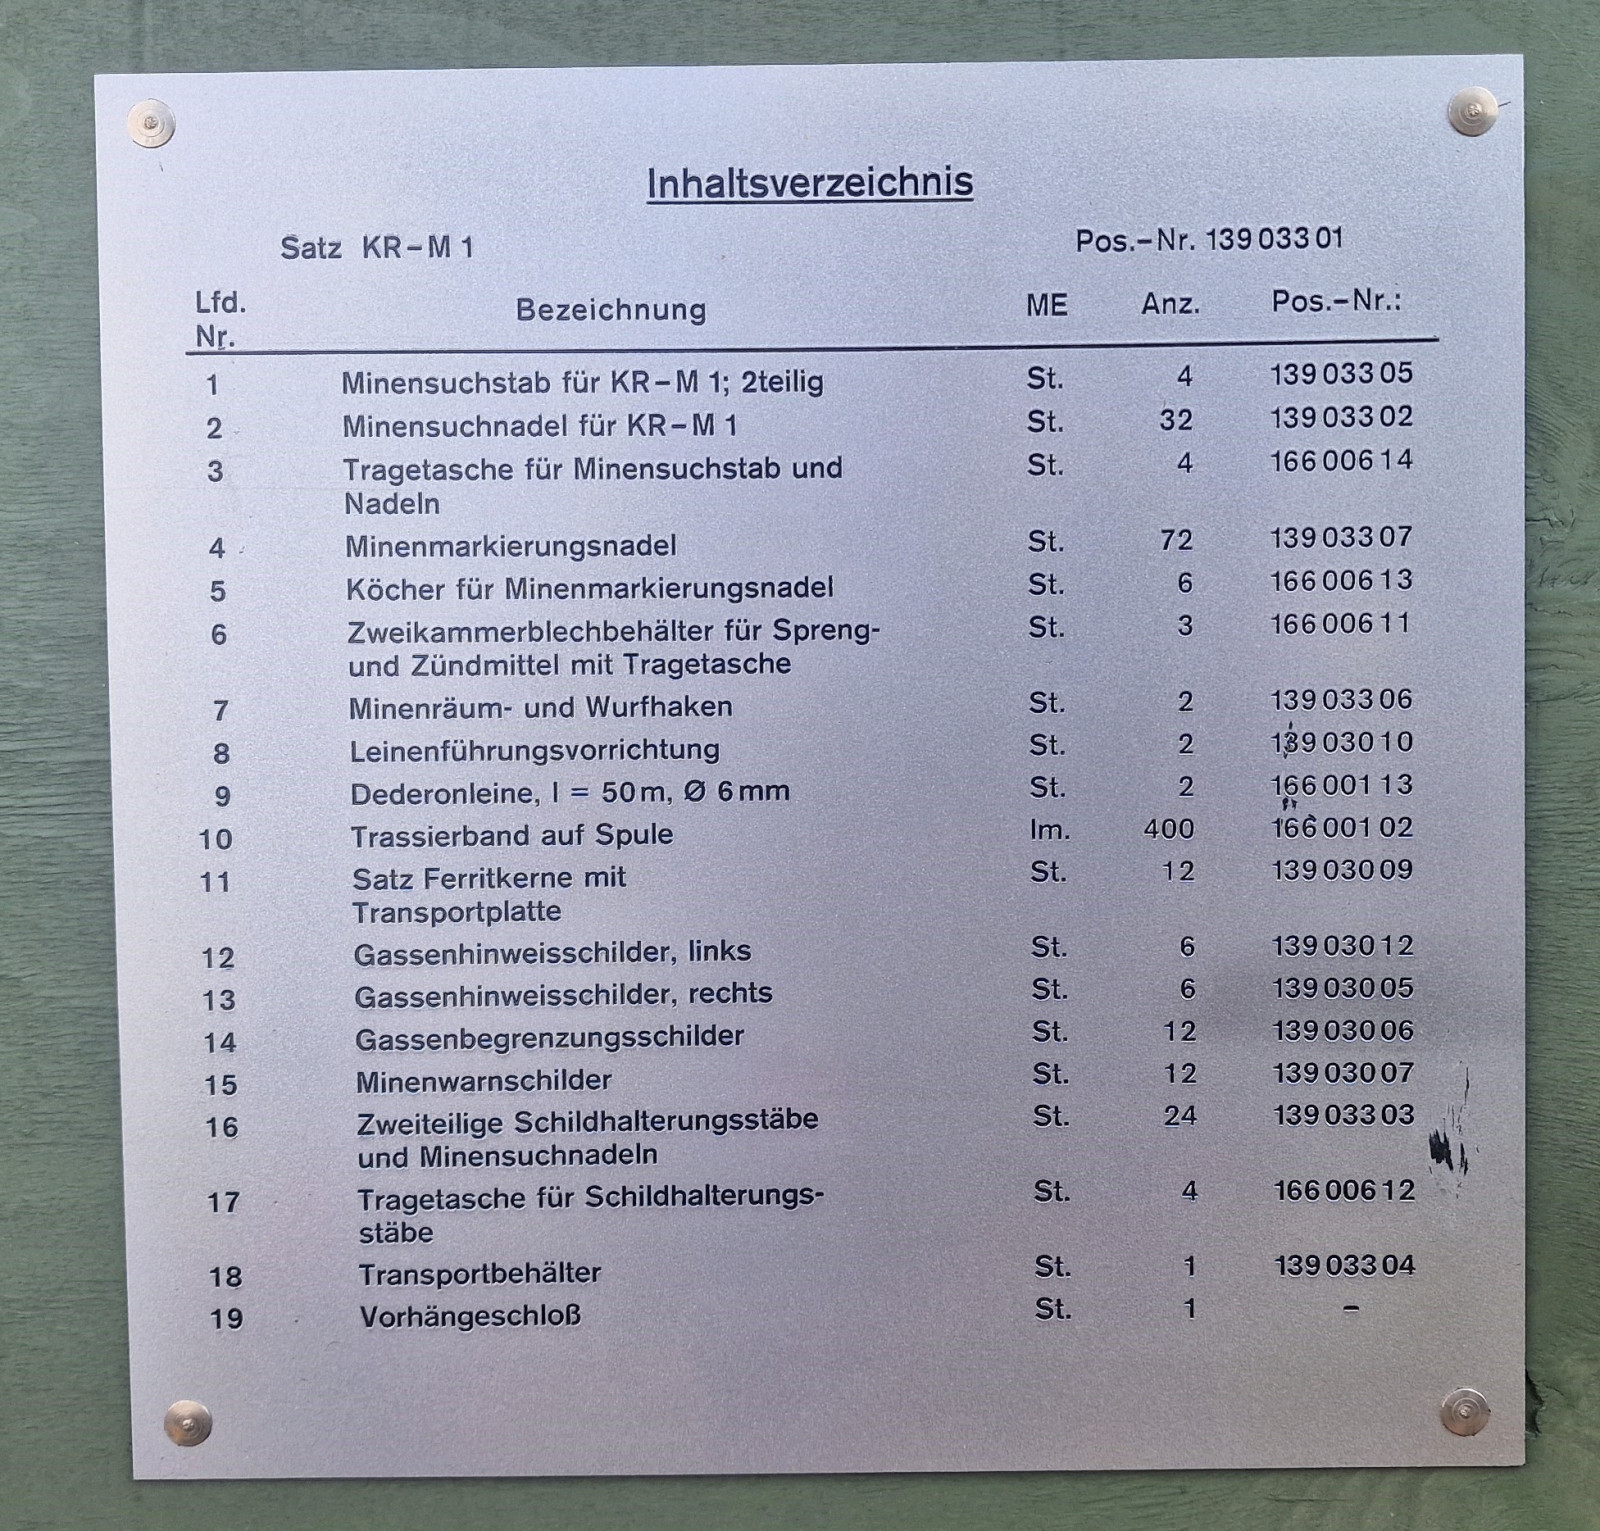 Inhaltsverzeichnis
Satz KR-M 1 Pos.-Nr. 139 033 01
Lfd. Nr. Bezeichnung ME Anz. Pos.-Nr.:
1 Minensuchstab für KR-M 1; 2teilig St. 4 139 033 05
2 Minensuchnadel für KR-M 1 St. 32 139 033 02
3 Tragetasche für Minensuchstab und St. 4 166 006 14
Nadeln
4 Minenmarkierungsnadel St. 72 139 033 07
5 Köcher für Minenmarkierungsnadel St. 6 166 006 13
6 Zweikammerblechbehälter für Spreng- St. 3 166 006 11
und Zündmittel mit Tragetasche
7 Minenräum- und Wurfhaken St. 2 139 033 06
8 Leinenführungsvorrichtung St. 2 139 030 10
9 Dederonleine, l = 50 m, Ø 6 mm St. 2 166 001 13
10 Trassierband auf Spule lm. 400 166 001 02
11 Satz Ferritkerne mit St. 12 139 030 09
Transportplatte
12 Gassenhinweisschilder, links St. 6 139 030 12
13 Gassenhinweisschilder, rechts St. 6 139 030 05
14 Gassenbegrenzungsschilder St. 12 139 030 06
15 Minenwarnschilder St. 12 139 030 07
16 Zweiteilige Schildhalterungsstäbe St. 24 139 033 03
und Minensuchnadeln
17 Tragetasche für Schildhalterungs- St. 4 166 006 12
stäbe
18 Transportbehälter St. 1 139 033 04
19 Vorhängeschloß St. 1 –